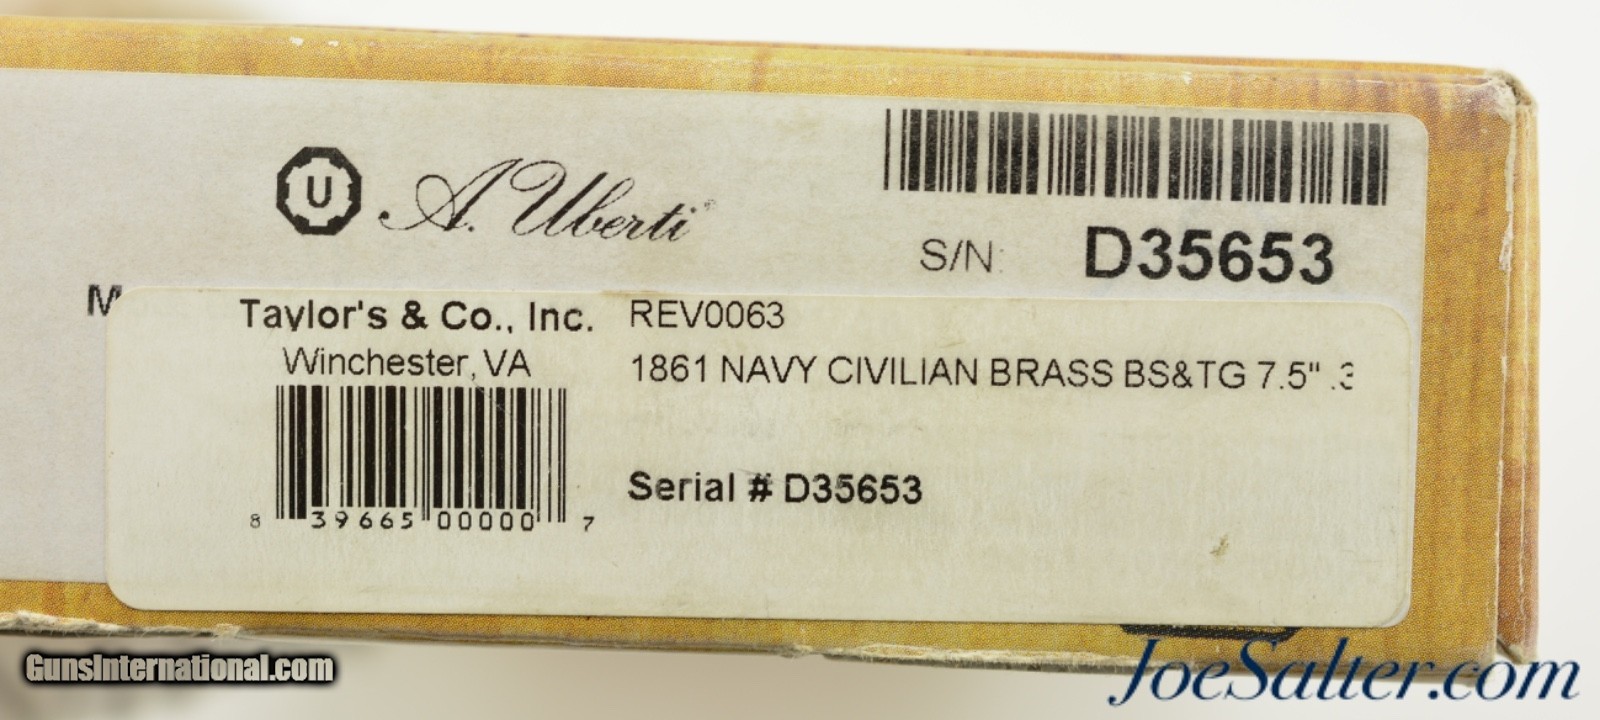 U A. Uberti®
S/N: D35653
M
Taylor's & Co., Inc. REV0063
Winchester, VA 1861 NAVY CIVILIAN BRASS BS&TG 7.5" .3
Serial # D35653
8 39665 00000 7
GunsInternational.com
JoeSalter.com